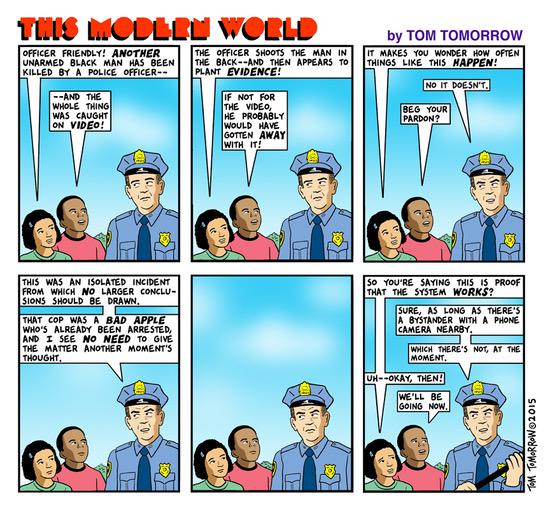 THIS MODERN WORLD
by TOM TOMORROW
OFFICER FRIENDLY! ANOTHER
UNARMED BLACK MAN HAS BEEN
KILLED BY A POLICE OFFICER--
--AND THE
WHOLE THING
WAS CAUGHT
ON VIDEO!
THE OFFICER SHOOTS THE MAN IN
THE BACK--AND THEN APPEARS TO
PLANT EVIDENCE!
IF NOT FOR
THE VIDEO,
HE PROBABLY
WOULD HAVE
GOTTEN AWAY
WITH IT!
IT MAKES YOU WONDER HOW OFTEN
THINGS LIKE THIS HAPPEN!
NO IT DOESN'T.
BEG YOUR
PARDON?
THIS WAS AN ISOLATED INCIDENT
FROM WHICH NO LARGER CONCLU-
SIONS SHOULD BE DRAWN.
THAT COP WAS A BAD APPLE
WHO'S ALREADY BEEN ARRESTED,
AND I SEE NO NEED TO GIVE
THE MATTER ANOTHER MOMENT'S
THOUGHT.
SO YOU'RE SAYING THIS IS PROOF
THAT THE SYSTEM WORKS?
SURE, AS LONG AS THERE'S
A BYSTANDER WITH A PHONE
CAMERA NEARBY.
WHICH THERE'S NOT, AT THE
MOMENT.
UH--OKAY, THEN!
WE'LL BE
GOING NOW.
TOM TOMORROW©2015